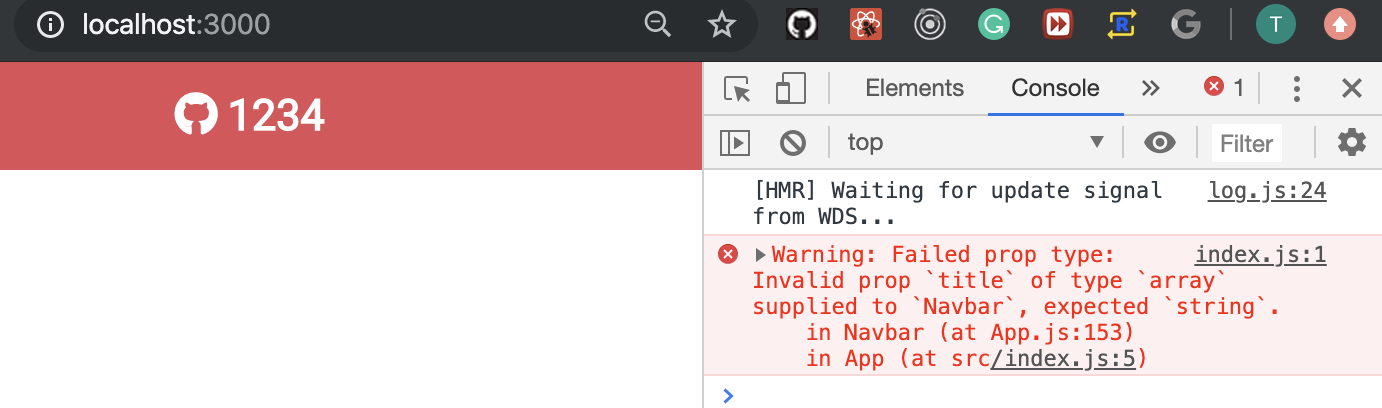 localhost:3000
T
1234
Elements Console 1
top Filter
[HMR] Waiting for update signal log.js:24
from WDS...
Warning: Failed prop type: index.js:1
Invalid prop `title` of type `array`
supplied to `Navbar`, expected `string`.
in Navbar (at App.js:153)
in App (at src/index.js:5)